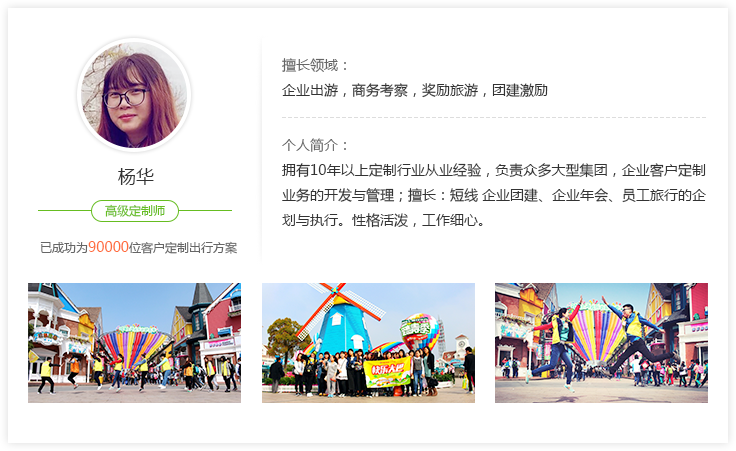 杨华
高级定制师
已成功为90000位客户定制出行方案
擅长领域：
企业出游，商务考察，奖励旅游，团建激励
个人简介：
拥有10年以上定制行业从业经验，负责众多大型集团，企业客户定制
业务的开发与管理；擅长：短线 企业团建、企业年会、员工旅行的企
划与执行。性格活泼，工作细心。